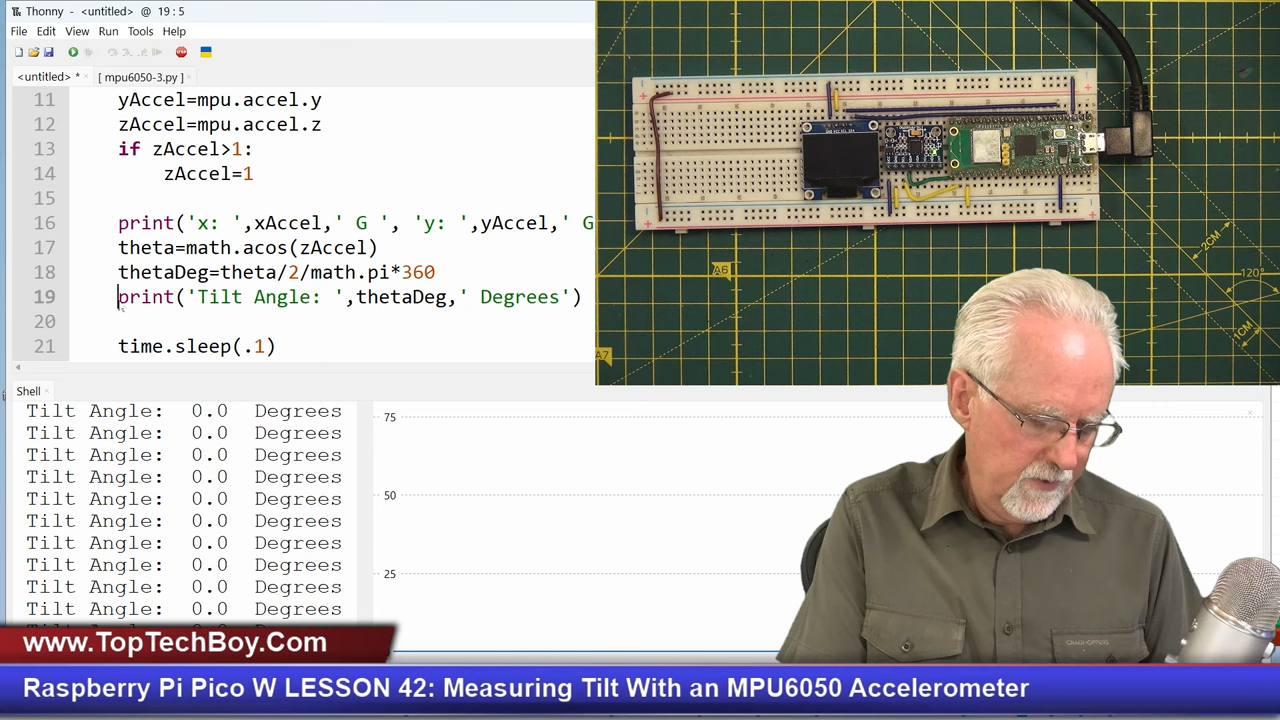 Thonny - <untitled> @ 19 : 5
File Edit View Run Tools Help
<untitled> * [ mpu6050-3.py ]
11 yAccel=mpu.accel.y
12 zAccel=mpu.accel.z
13 if zAccel>1:
14 zAccel=1
15
16 print('x: ',xAccel,' G ', 'y: ',yAccel,' G
17 theta=math.acos(zAccel)
18 thetaDeg=theta/2/math.pi*360
19 print('Tilt Angle: ',thetaDeg,' Degrees')
20
21 time.sleep(.1)
Shell
Tilt Angle: 0.0 Degrees
Tilt Angle: 0.0 Degrees
Tilt Angle: 0.0 Degrees
Tilt Angle: 0.0 Degrees
Tilt Angle: 0.0 Degrees
Tilt Angle: 0.0 Degrees
Tilt Angle: 0.0 Degrees
Tilt Angle: 0.0 Degrees
Tilt Angle: 0.0 Degrees
Tilt Angle: 0.0 Degrees
75
50
25
A6
A7
2CM
1CM
120°
www.TopTechBoy.Com
Raspberry Pi Pico W LESSON 42: Measuring Tilt With an MPU6050 Accelerometer